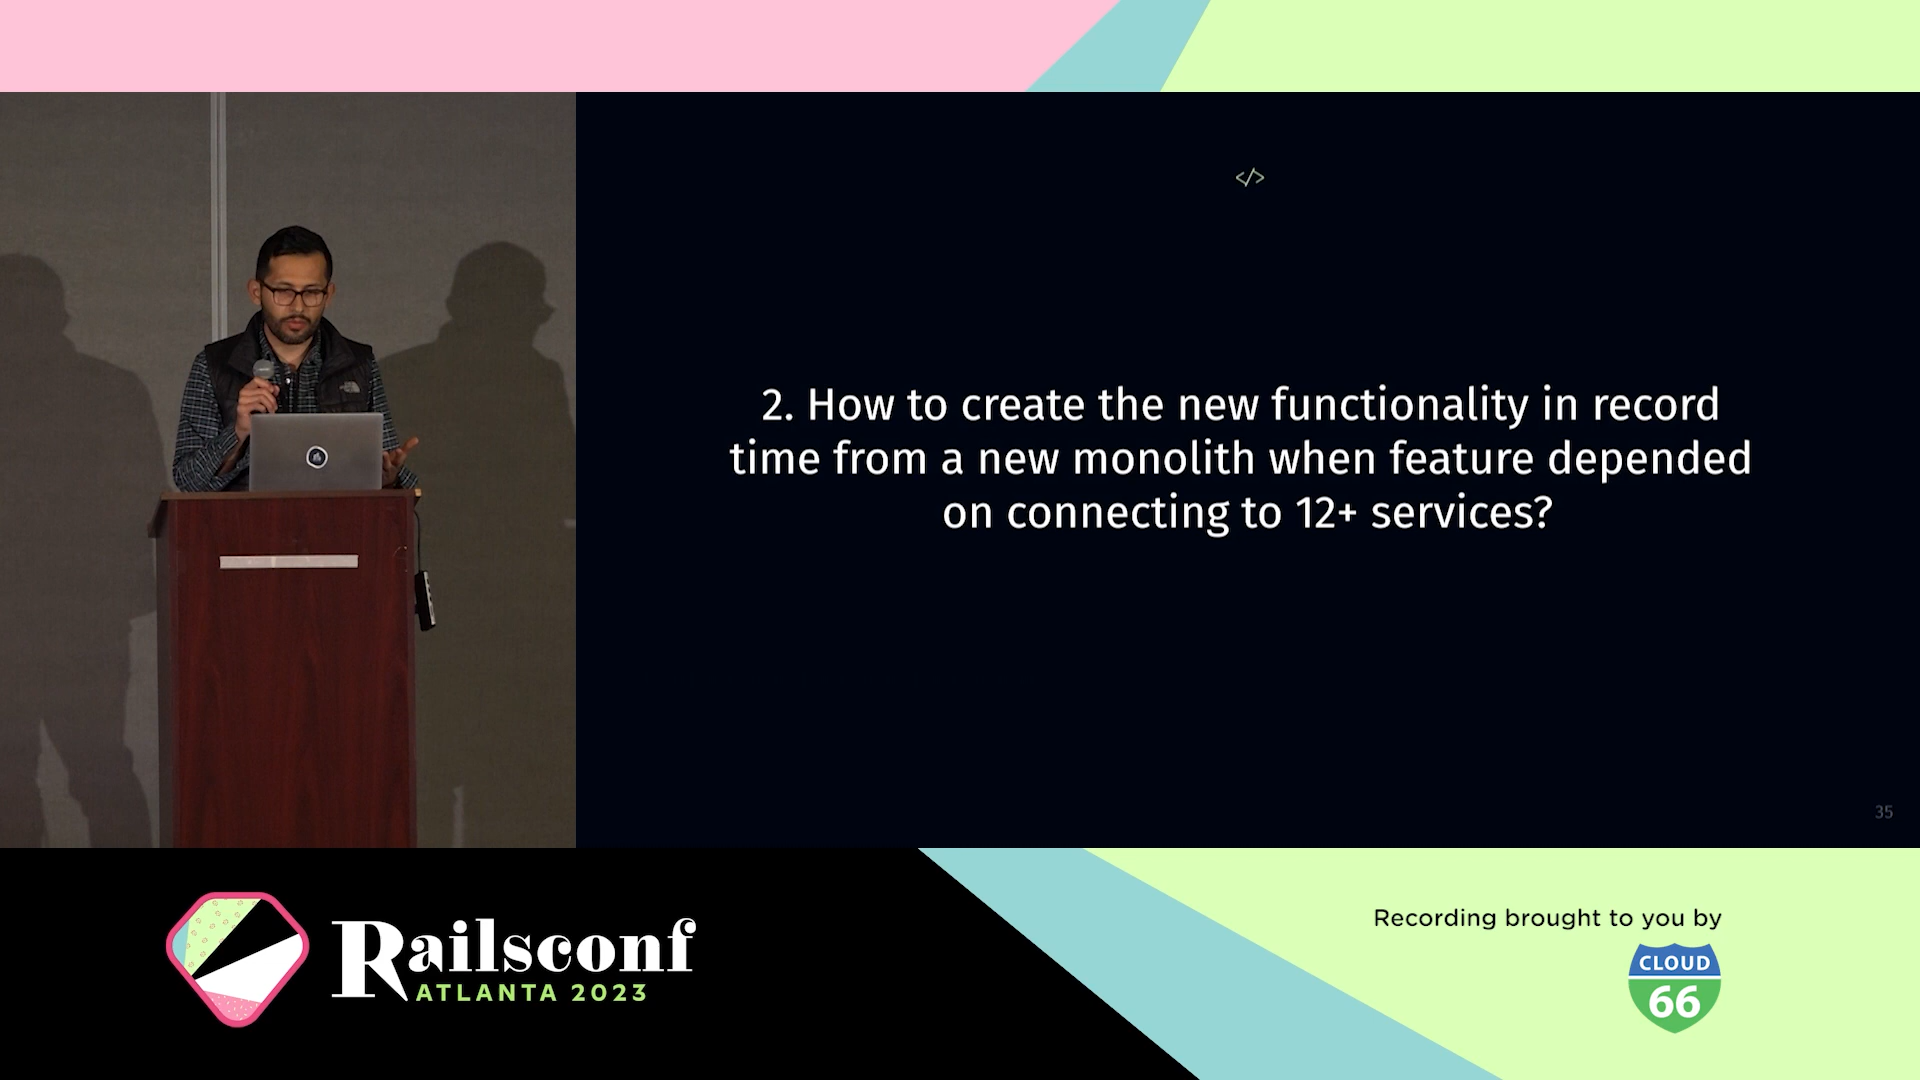 </>
2. How to create the new functionality in record
time from a new monolith when feature depended
on connecting to 12+ services?
35
Railsconf
ATLANTA 2023
Recording brought to you by
CLOUD
66